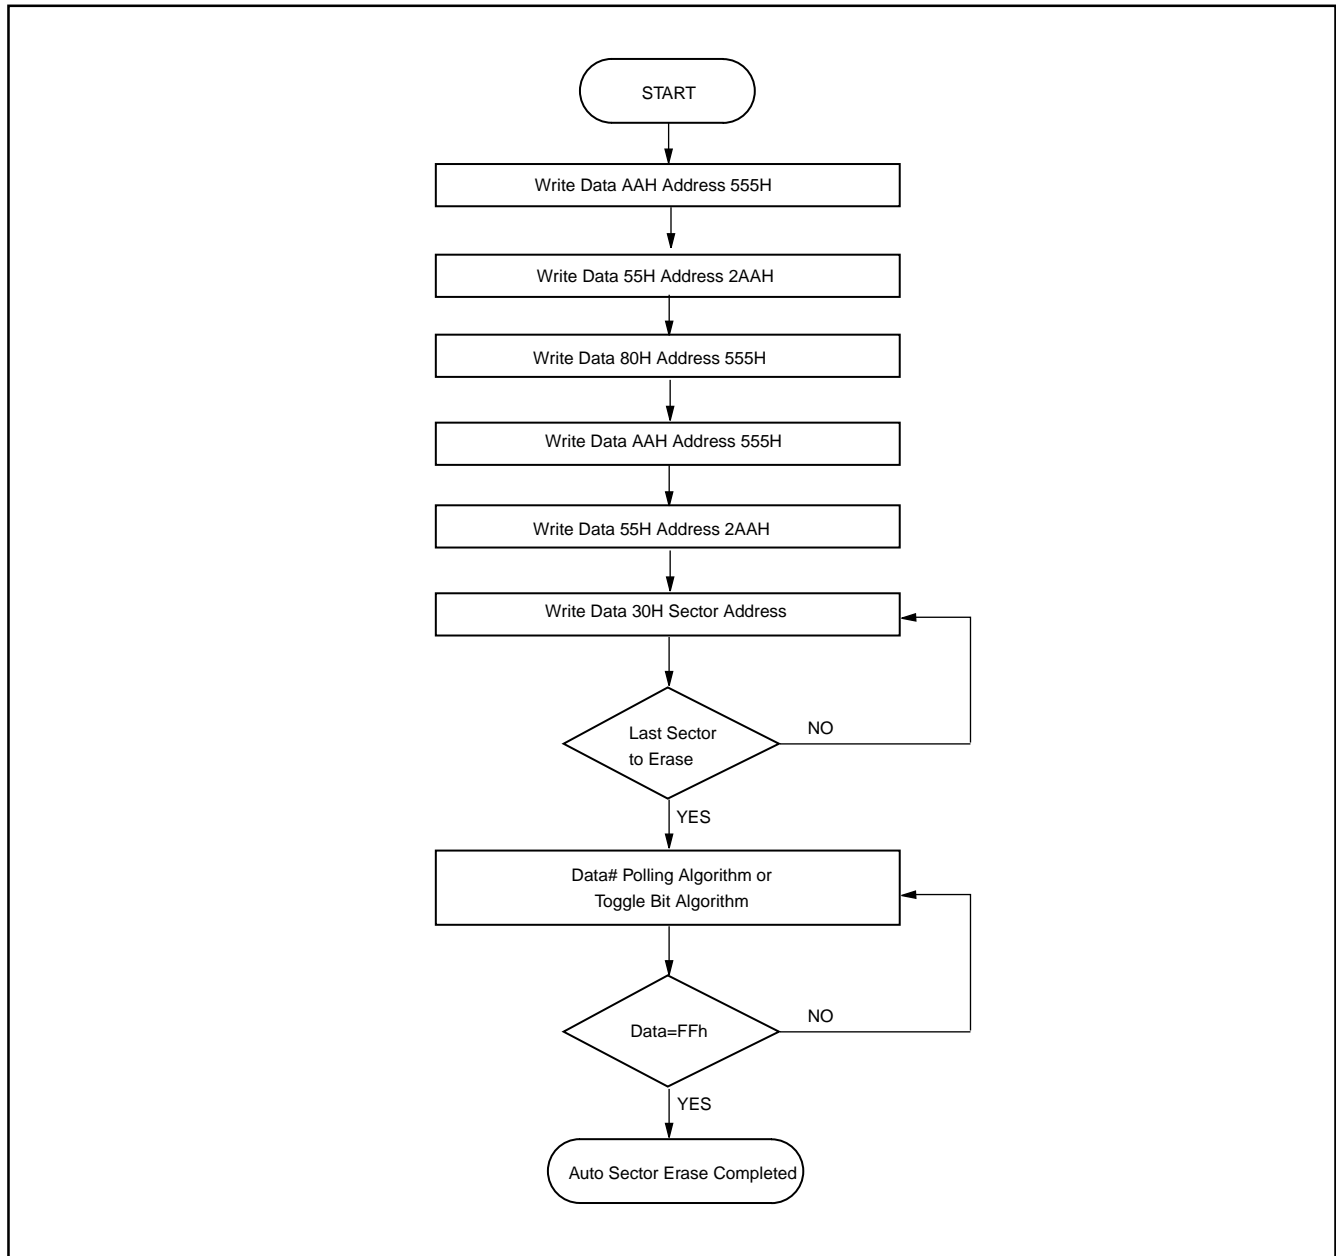 START
Write Data AAH Address 555H
Write Data 55H Address 2AAH
Write Data 80H Address 555H
Write Data AAH Address 555H
Write Data 55H Address 2AAH
Write Data 30H Sector Address
Last Sector
to Erase
NO
YES
Data# Polling Algorithm or
Toggle Bit Algorithm
Data=FFh
NO
YES
Auto Sector Erase Completed